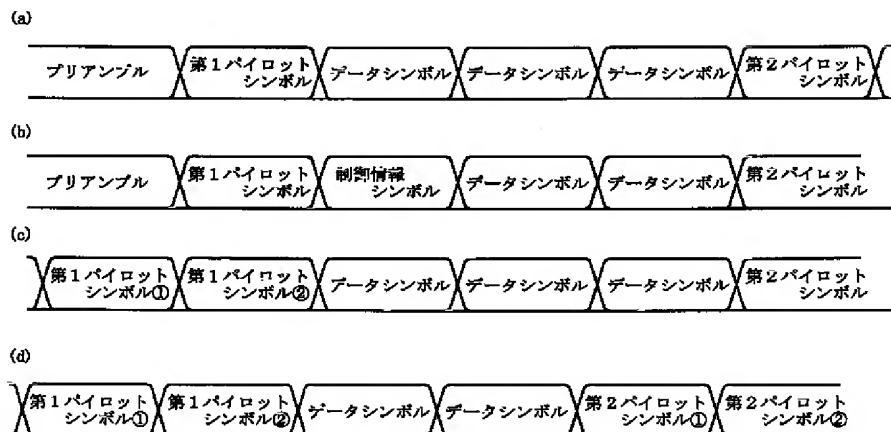 (a)
プリアンブル
第1パイロット
シンボル
データシンボル
データシンボル
データシンボル
第2パイロット
シンボル
(b)
プリアンブル
第1パイロット
シンボル
制御情報
シンボル
データシンボル
データシンボル
第2パイロット
シンボル
(c)
第1パイロット
シンボル①
第1パイロット
シンボル②
データシンボル
データシンボル
データシンボル
第2パイロット
シンボル
(d)
第1パイロット
シンボル①
第1パイロット
シンボル②
データシンボル
データシンボル
第2パイロット
シンボル①
第2パイロット
シンボル②